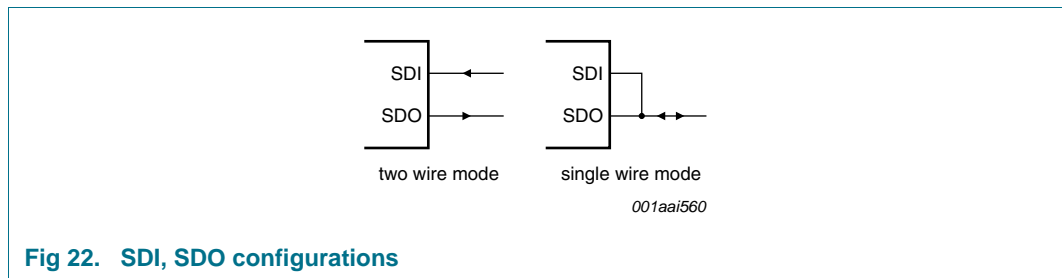 SDI
SDO
two wire mode
SDI
SDO
single wire mode
001aai560
Fig 22. SDI, SDO configurations